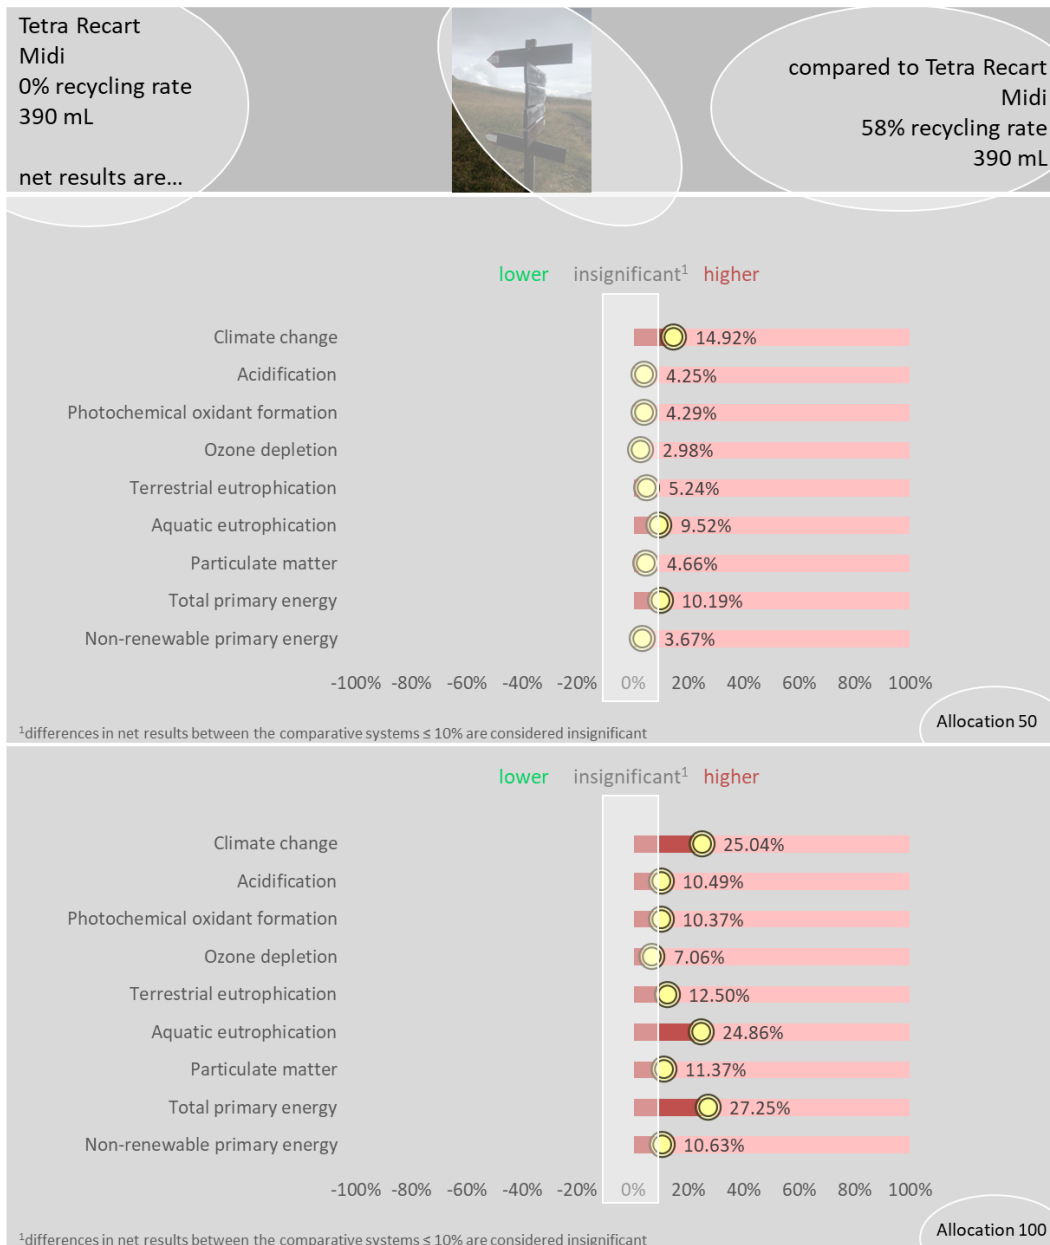 Tetra Recart
Midi
0% recycling rate
390 mL
net results are...
compared to Tetra Recart
Midi
58% recycling rate
390 mL
lower insignificant¹ higher
Climate change 14.92%
Acidification 4.25%
Photochemical oxidant formation 4.29%
Ozone depletion 2.98%
Terrestrial eutrophication 5.24%
Aquatic eutrophication 9.52%
Particulate matter 4.66%
Total primary energy 10.19%
Non-renewable primary energy 3.67%
-100% -80% -60% -40% -20% 0% 20% 40% 60% 80% 100%
Allocation 50
¹differences in net results between the comparative systems ≤ 10% are considered insignificant
lower insignificant¹ higher
Climate change 25.04%
Acidification 10.49%
Photochemical oxidant formation 10.37%
Ozone depletion 7.06%
Terrestrial eutrophication 12.50%
Aquatic eutrophication 24.86%
Particulate matter 11.37%
Total primary energy 27.25%
Non-renewable primary energy 10.63%
-100% -80% -60% -40% -20% 0% 20% 40% 60% 80% 100%
Allocation 100
¹differences in net results between the comparative systems ≤ 10% are considered insignificant